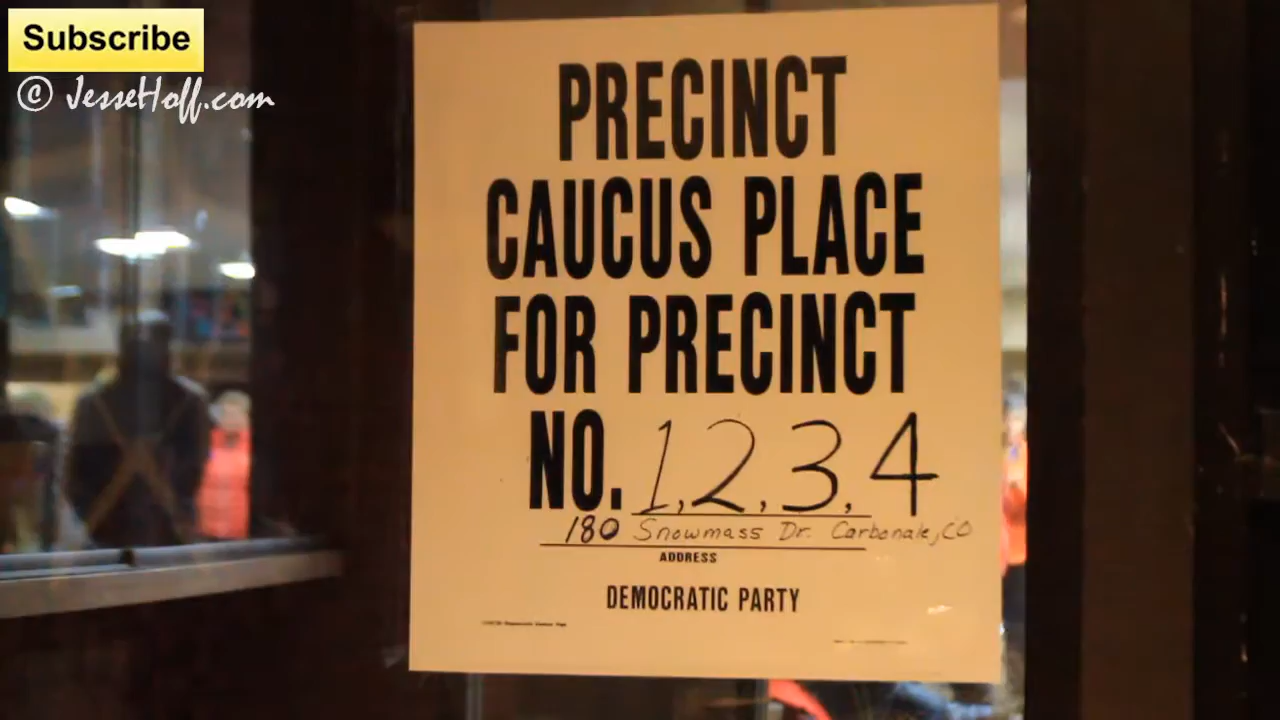 Subscribe
© JesseHoff.com
PRECINCT
CAUCUS PLACE
FOR PRECINCT
NO. 1,2,3,4
180 Snowmass Dr. Carbonale, CO
ADDRESS
DEMOCRATIC PARTY